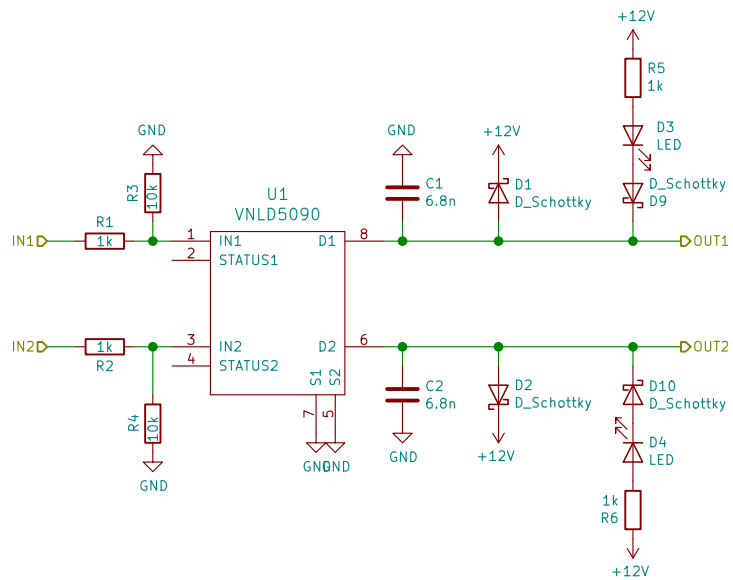 +12V
R5
1k
GND
GND
+12V
D3
LED
R3
10k
U1
VNLD5090
C1
6.8n
D1
D_Schottky
D_Schottky
D9
R1
IN1
1k
1
IN1
D1
8
OUT1
2
STATUS1
IN2
1k
3
IN2
D2
6
OUT2
R2
4
STATUS2
S1
S2
C2
6.8n
D2
D_Schottky
D10
D_Schottky
R4
10k
7
5
D4
LED
GND
GND
GND
+12V
GND
1k
R6
+12V